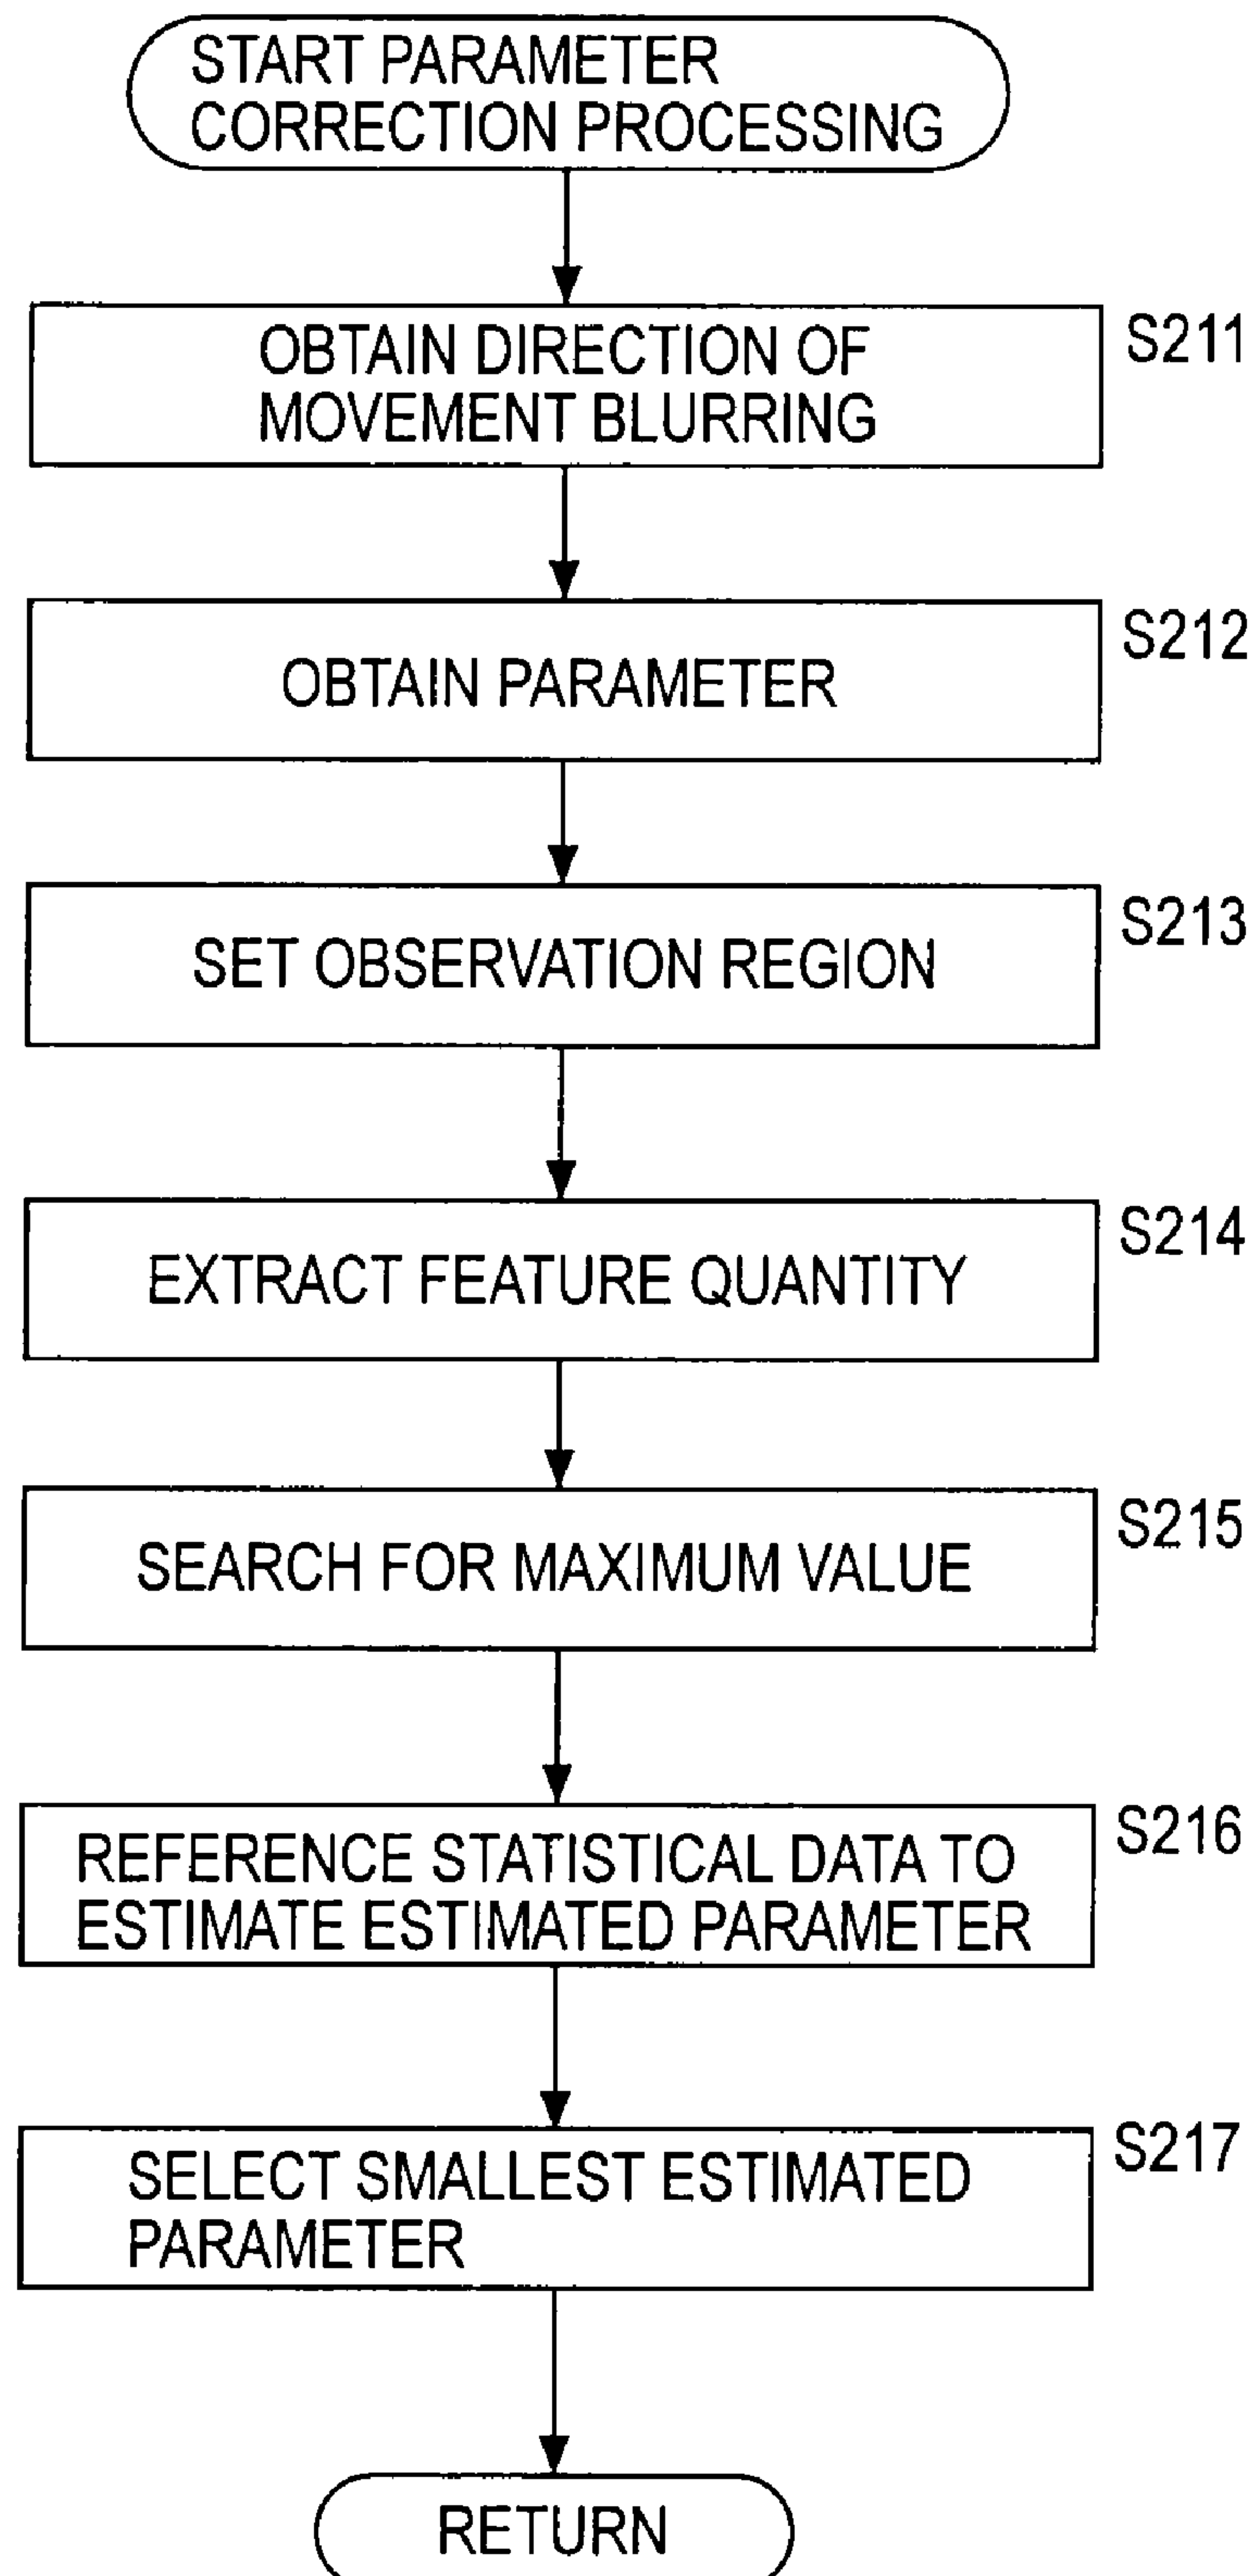 START PARAMETER
CORRECTION PROCESSING
S211
OBTAIN DIRECTION OF
MOVEMENT BLURRING
S212
OBTAIN PARAMETER
S213
SET OBSERVATION REGION
S214
EXTRACT FEATURE QUANTITY
S215
SEARCH FOR MAXIMUM VALUE
S216
REFERENCE STATISTICAL DATA TO
ESTIMATE ESTIMATED PARAMETER
S217
SELECT SMALLEST ESTIMATED
PARAMETER
RETURN